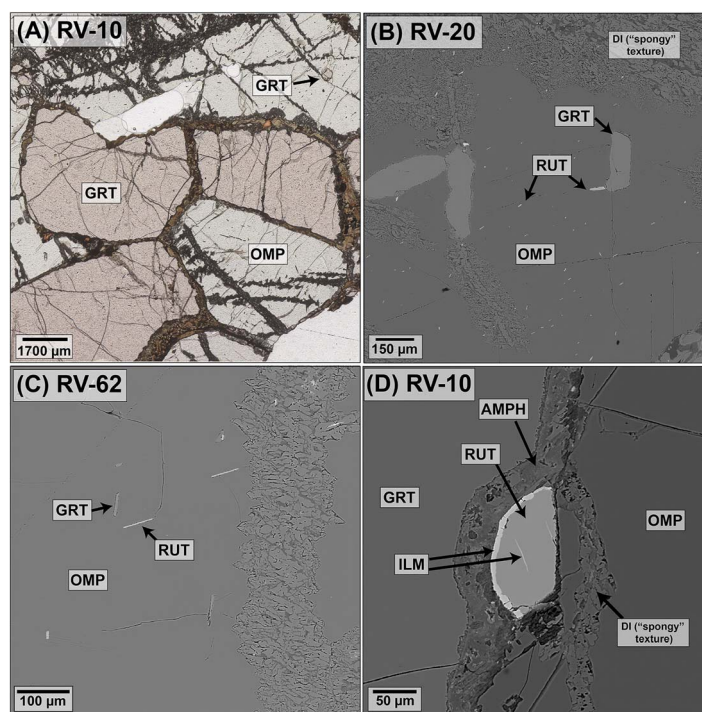 (A) RV-10
GRT
GRT
OMP
1700 µm
(B) RV-20
DI ("spongy"
texture)
GRT
RUT
OMP
150 µm
(C) RV-62
GRT
RUT
OMP
100 µm
(D) RV-10
AMPH
RUT
GRT
OMP
ILM
DI ("spongy"
texture)
50 µm